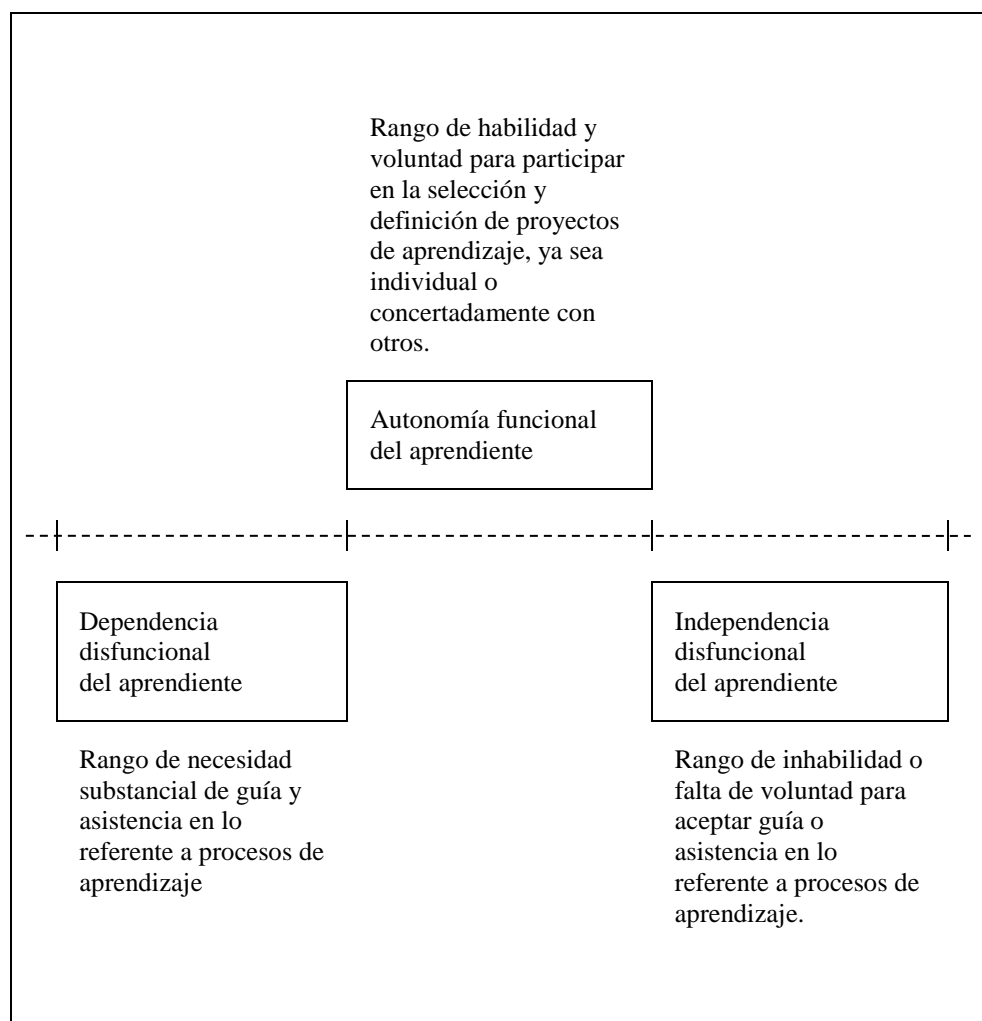 Rango de habilidad y
voluntad para participar
en la selección y
definición de proyectos
de aprendizaje, ya sea
individual o
concertadamente con
otros.
Autonomía funcional
del aprendiente
Dependencia
disfuncional
del aprendiente
Rango de necesidad
substancial de guía y
asistencia en lo
referente a procesos de
aprendizaje
Independencia
disfuncional
del aprendiente
Rango de inhabilidad o
falta de voluntad para
aceptar guía o
asistencia en lo
referente a procesos de
aprendizaje.